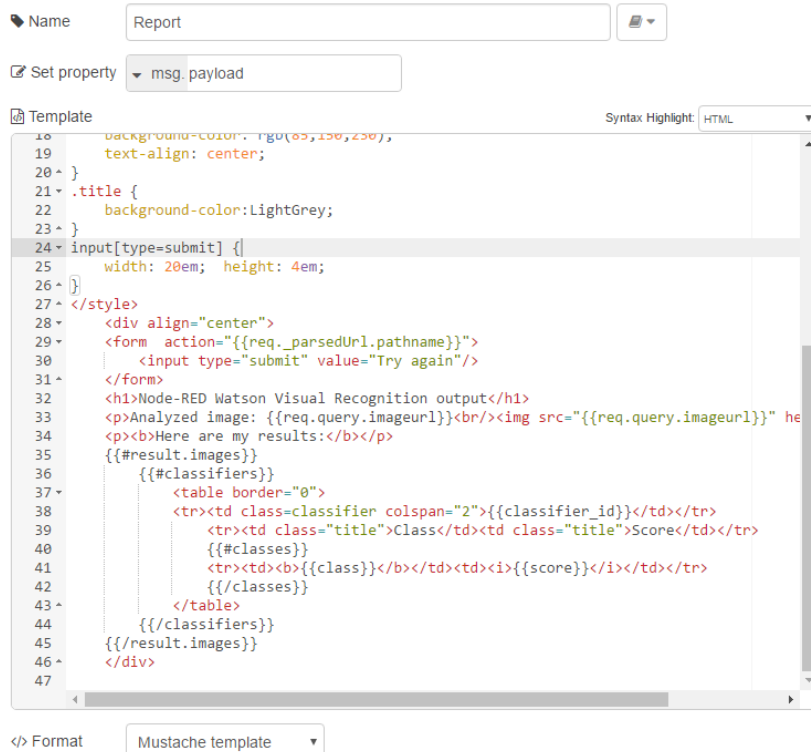 Name Report
Set property msg. payload
Template Syntax Highlight: HTML
18 background-color: rgb(85,150,230);
19 text-align: center;
20 }
21 .title {
22 background-color:LightGrey;
23 }
24 input[type=submit] {
25 width: 20em;  height: 4em;
26 }
27 </style>
28 <div align="center">
29 <form  action="{{req._parsedUrl.pathname}}">
30 <input type="submit" value="Try again"/>
31 </form>
32 <h1>Node-RED Watson Visual Recognition output</h1>
33 <p>Analyzed image: {{req.query.imageurl}}<br/><img src="{{req.query.imageurl}}" he
34 <p><b>Here are my results:</b></p>
35 {{#result.images}}
36 {{#classifiers}}
37 <table border="0">
38 <tr><td class=classifier colspan="2">{{classifier_id}}</td></tr>
39 <tr><td class="title">Class</td><td class="title">Score</td></tr>
40 {{#classes}}
41 <tr><td><b>{{class}}</b></td><td><i>{{score}}</i></td></tr>
42 {{/classes}}
43 </table>
44 {{/classifiers}}
45 {{/result.images}}
46 </div>
47
</> Format Mustache template